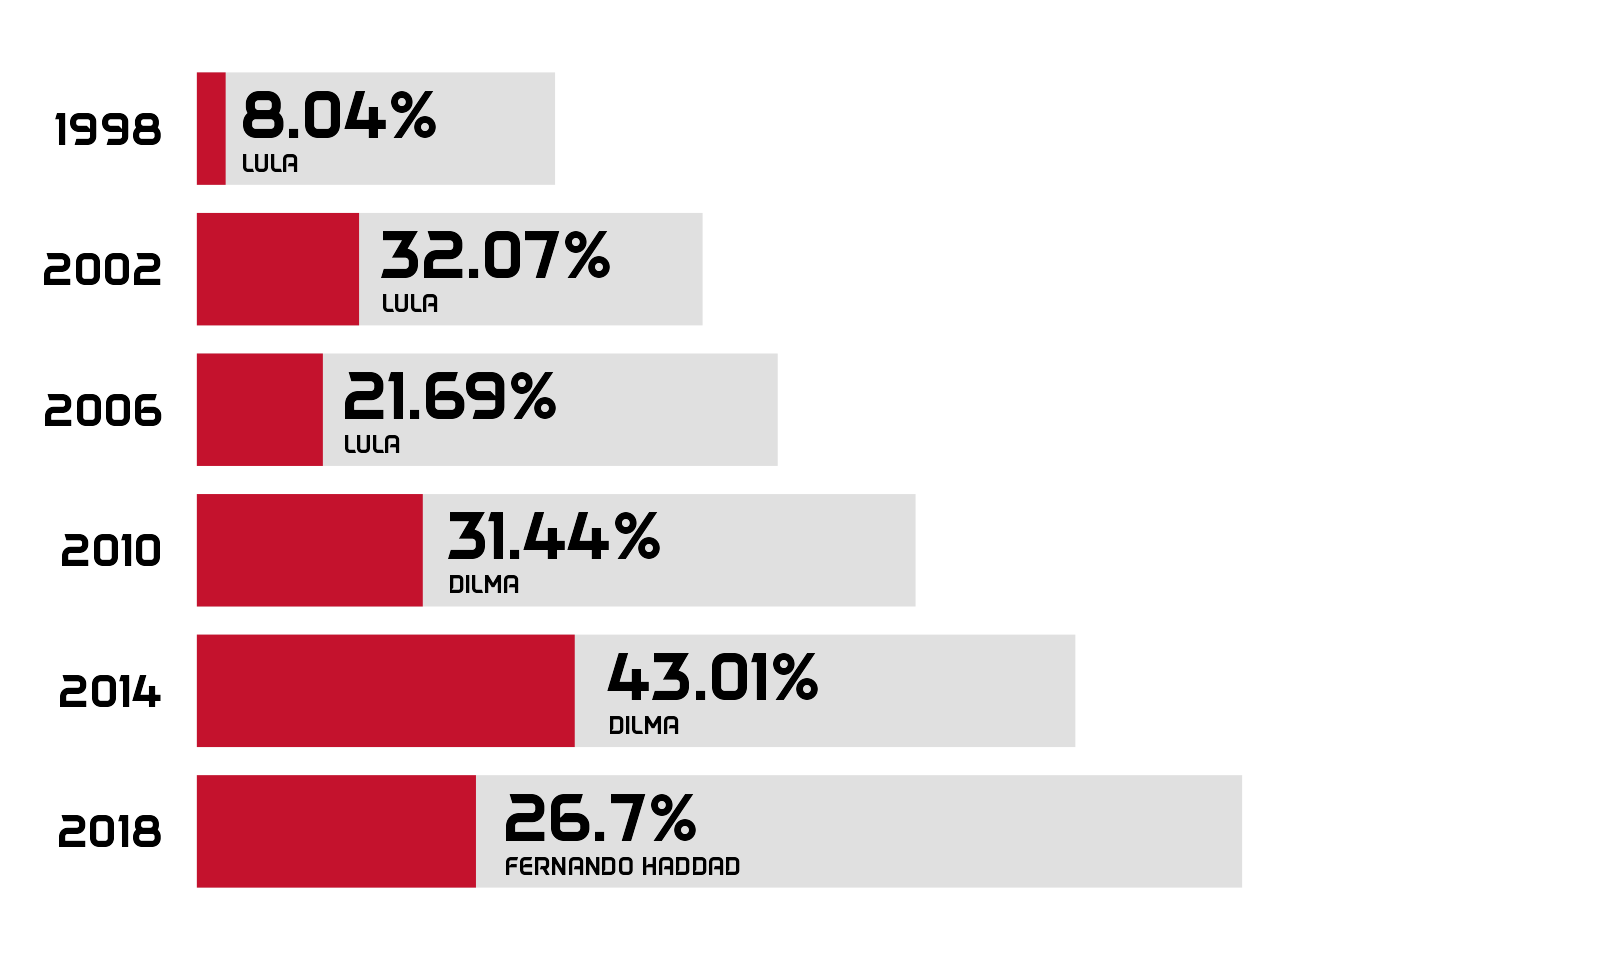 1998
8.04%
LULA
2002
32.07%
LULA
2006
21.69%
LULA
2010
31.44%
DILMA
2014
43.01%
DILMA
2018
26.7%
FERNANDO HADDAD